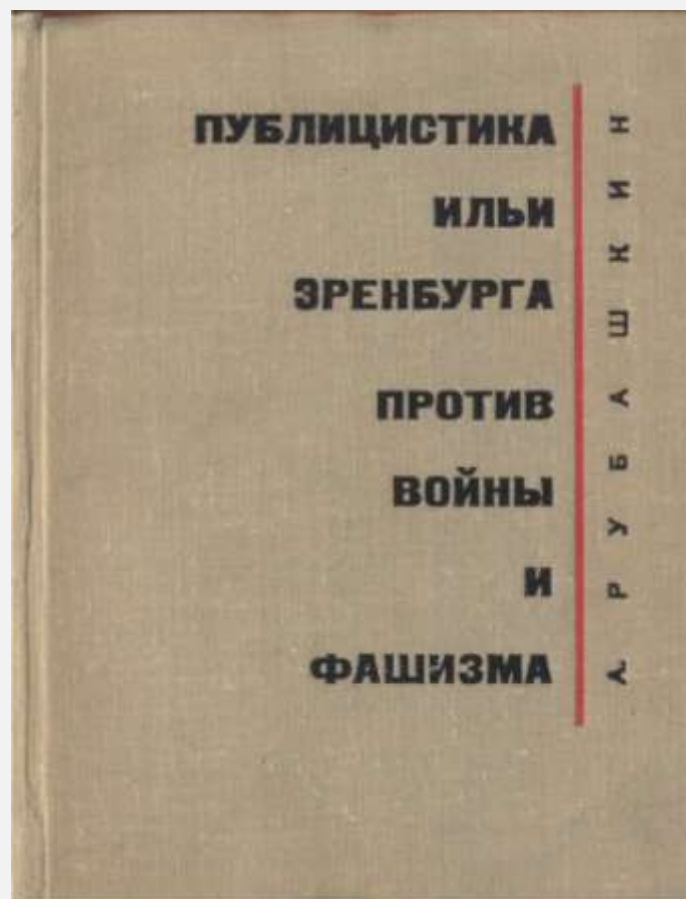 ПУБЛИЦИСТИКА
ИЛЬИ
ЭРЕНБУРГА
ПРОТИВ
ВОЙНЫ
И
ФАШИЗМА
А. РУБАШКИН